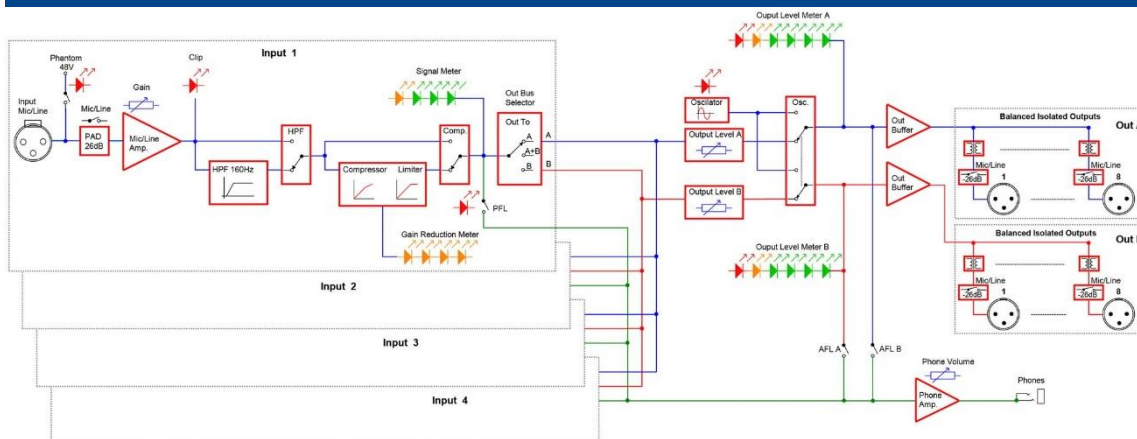 Input 1
Phantom
48V
Input
Mic/Line
Mic/Line
PAD
26dB
Gain
Mic/Line
Amp.
Clip
HPF
HPF 160Hz
Signal Meter
Comp.
Compressor
Limiter
Gain Reduction Meter
PFL
Out Bus
Selector
Out To
A
A+B
B
A
B
Input 2
Input 3
Input 4
Ouput Level Meter A
Oscilator
Osc.
Output Level A
Output Level B
Ouput Level Meter B
Out
Buffer
Out
Buffer
Balanced Isolated Outputs
Out
Mic/Line
-26dB
1
-26dB
8
Balanced Isolated Outputs
Out
Mic/Line
-26dB
1
Mic/Line
-26dB
8
AFL A
AFL B
Phone Volume
Phone
Amp.
Phones